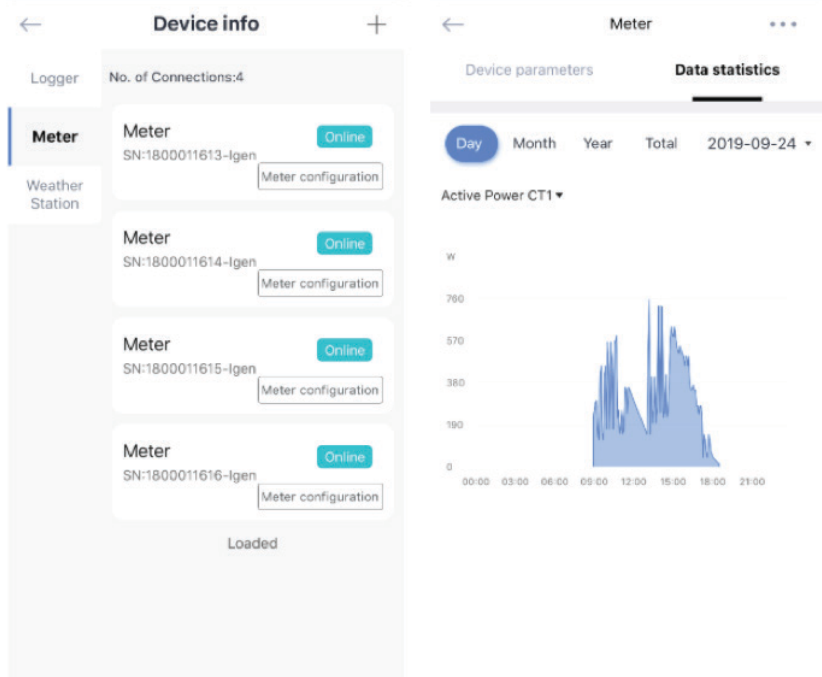 Device info
Logger
No. of Connections:4
Meter
Meter
Online
SN:1800011613-Igen
Meter configuration
Weather
Station
Meter
Online
SN:1800011614-Igen
Meter configuration
Meter
Online
SN:1800011615-Igen
Meter configuration
Meter
Online
SN:1800011616-Igen
Meter configuration
Loaded
Meter
Device parameters
Data statistics
Day
Month
Year
Total
2019-09-24
Active Power CT1
W
760
570
380
190
0
00:00 03:00 06:00 09:00 12:00 15:00 18:00 21:00